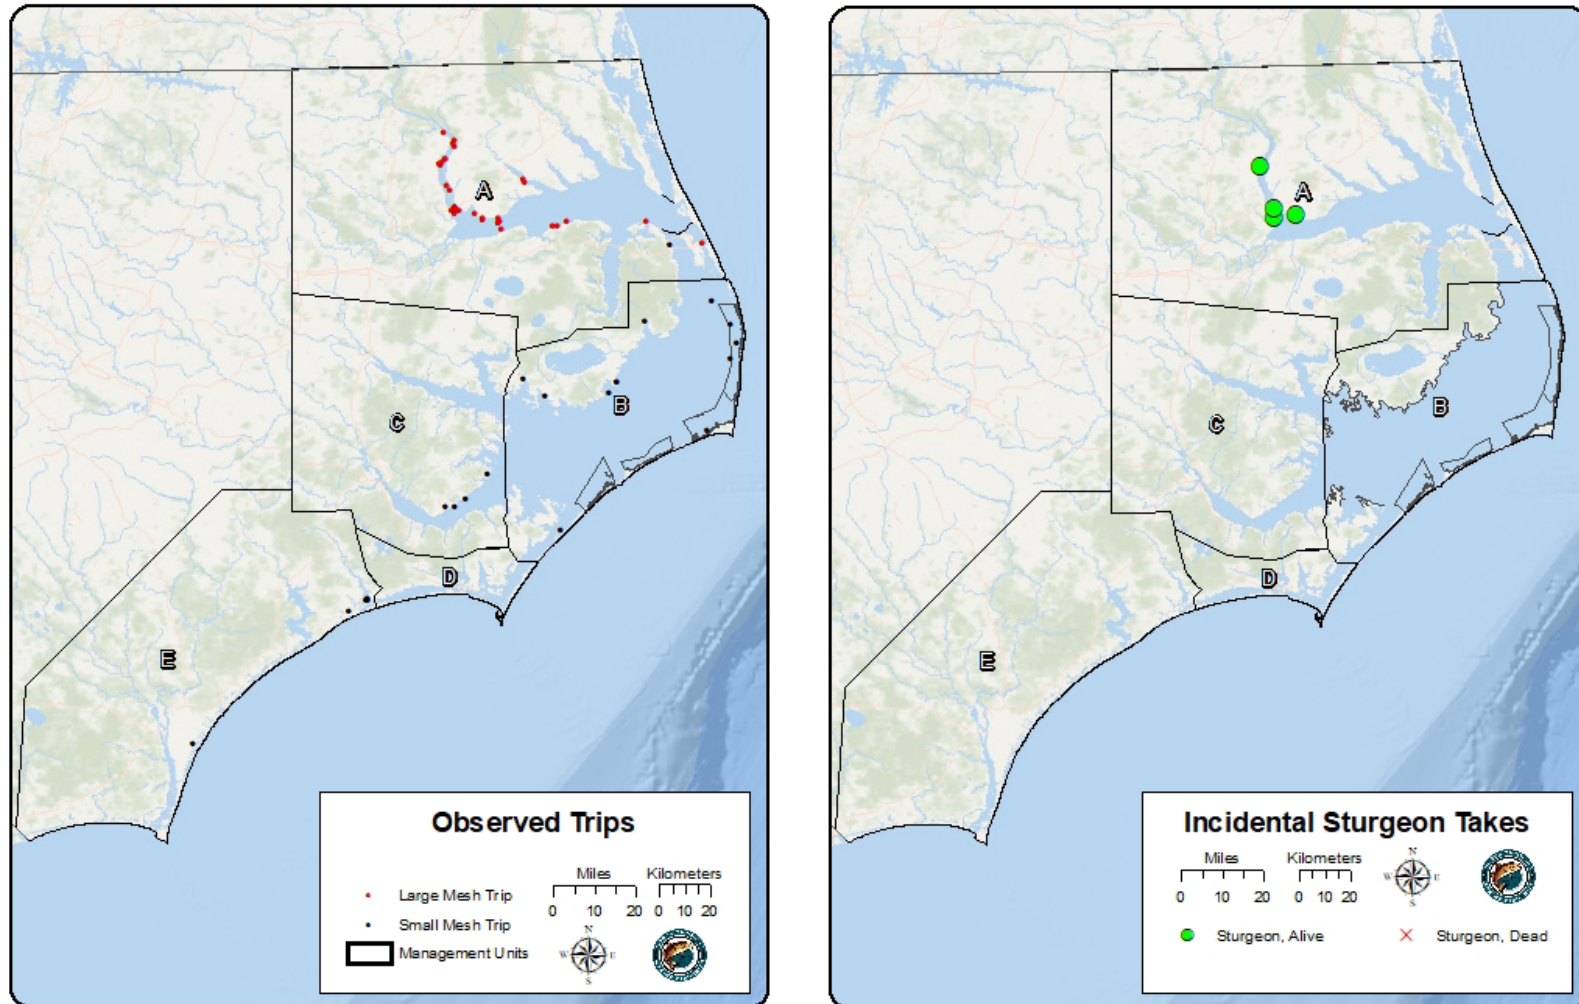 A
B
C
D
E
Observed Trips
Miles Kilometers
0 10 20 0 10 20
Large Mesh Trip
Small Mesh Trip
Management Units
N
W E
S
A
B
C
D
E
Incidental Sturgeon Takes
Miles Kilometers
0 10 20 0 10 20
N
W E
S
Sturgeon, Alive Sturgeon, Dead